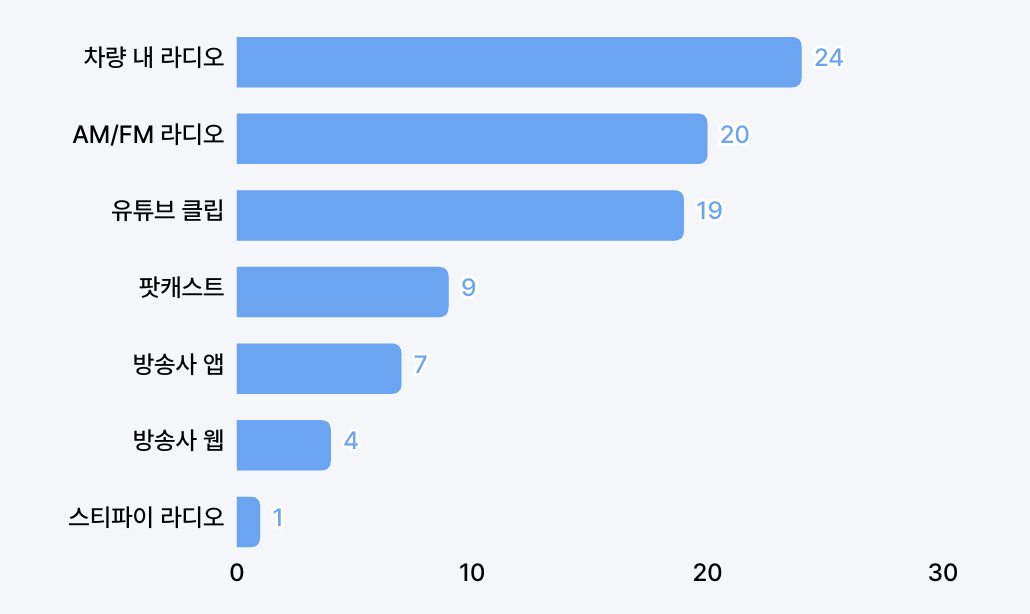 차량 내 라디오 24
AM/FM 라디오 20
유튜브 클립 19
팟캐스트 9
방송사 앱 7
방송사 웹 4
스티파이 라디오 1
0 10 20 30